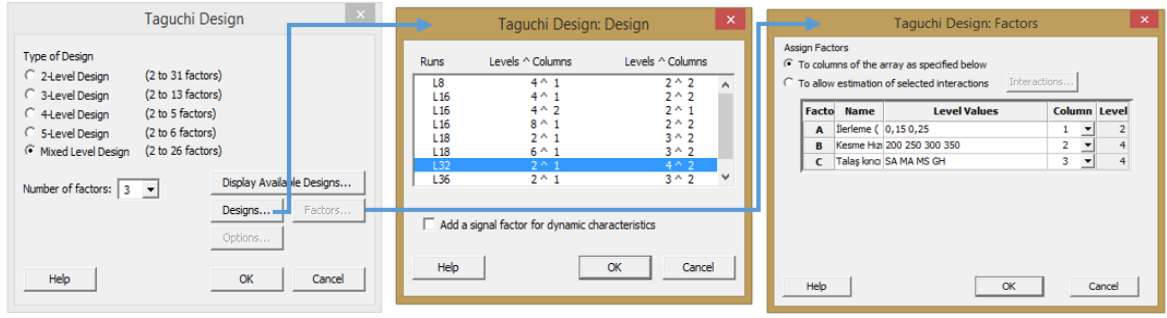 Taguchi Design
Type of Design
2-Level Design (2 to 31 factors)
3-Level Design (2 to 13 factors)
4-Level Design (2 to 5 factors)
5-Level Design (2 to 6 factors)
Mixed Level Design (2 to 26 factors)
Number of factors: 3
Display Available Designs...
Designs... Factors...
Options...
Help OK Cancel
Taguchi Design: Design
Runs Levels ^ Columns Levels ^ Columns
L8 4 ^ 1 2 ^ 2
L16 4 ^ 1 2 ^ 2
L16 4 ^ 2 2 ^ 1
L16 8 ^ 1 2 ^ 2
L18 2 ^ 1 3 ^ 2
L18 6 ^ 1 3 ^ 2
L32 2 ^ 1 4 ^ 2
L36 2 ^ 1 3 ^ 2
Add a signal factor for dynamic characteristics
Help OK Cancel
Taguchi Design: Factors
Assign Factors
To columns of the array as specified below
To allow estimation of selected interactions Interactions...
Facto Name Level Values Column Level
A İlerleme ( 0,15 0,25 1 2
B Kesme Hızı 200 250 300 350 2 4
C Talaş kırıcı SA MA MS GH 3 4
Help OK Cancel